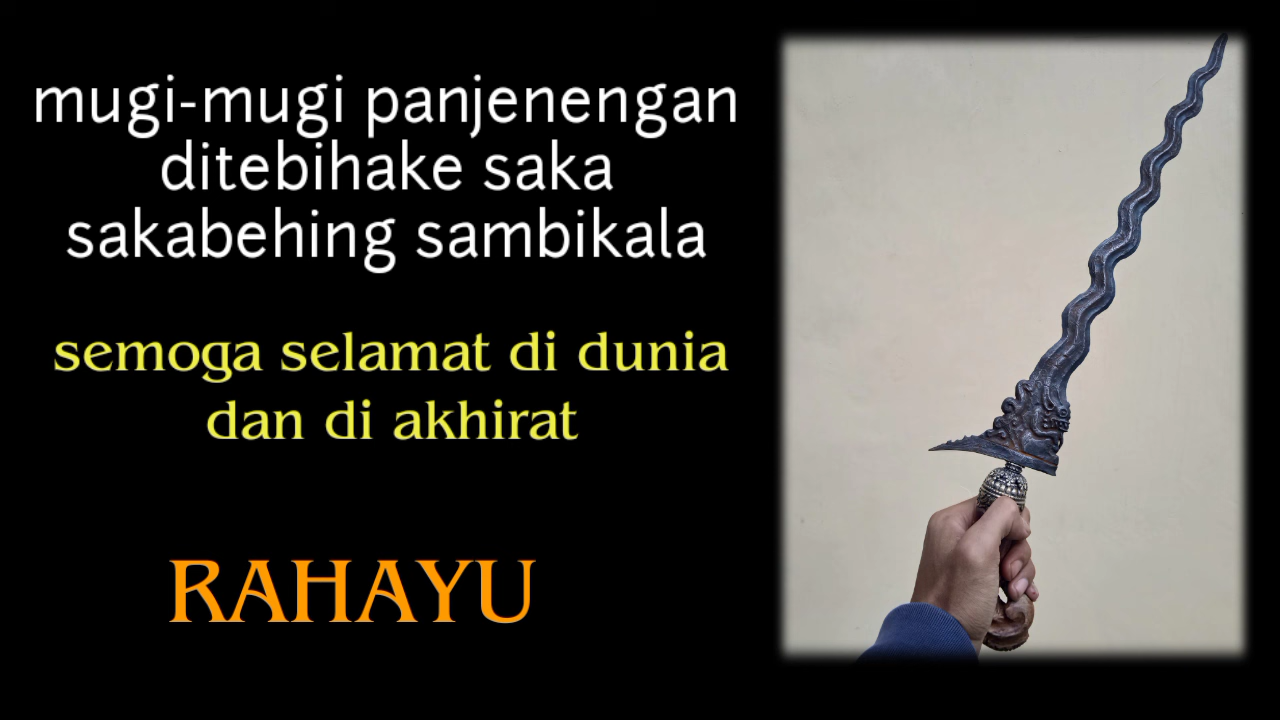 mugi-mugi panjenengan
ditebihake saka
sakabehing sambikala
semoga selamat di dunia
dan di akhirat
RAHAYU